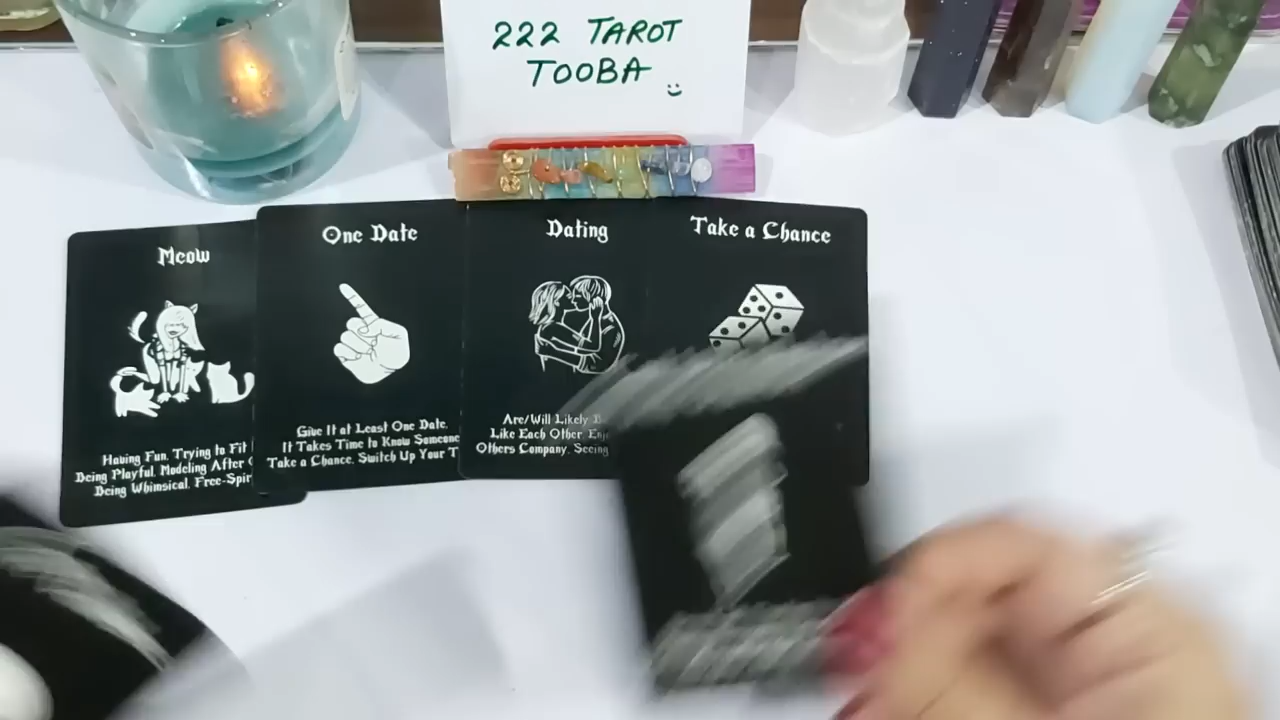 222 TAROT
TOOBA
Meow
Having Fun. Trying to Fit
Being Playful. Modeling After
Being Whimsical. Free-Spir
One Date
Give It at Least One Date.
It Takes Time to Know Someone
Take a Chance. Switch Up Your T
Dating
Are/Will Likely
Like Each Other.
Others Company. Seeing
Take a Chance